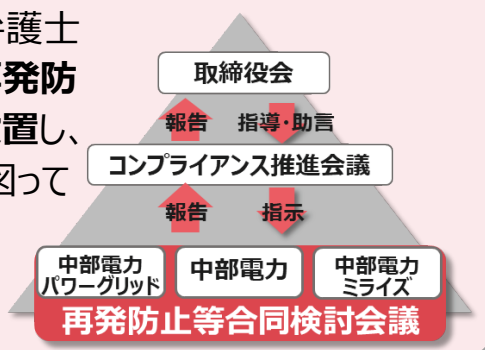 弁護士
再発防
置し、
図って
取締役会
報告 指導・助言
コンプライアンス推進会議
報告 指示
中部電力
パワーグリッド
中部電力
中部電力
ミライズ
再発防止等合同検討会議